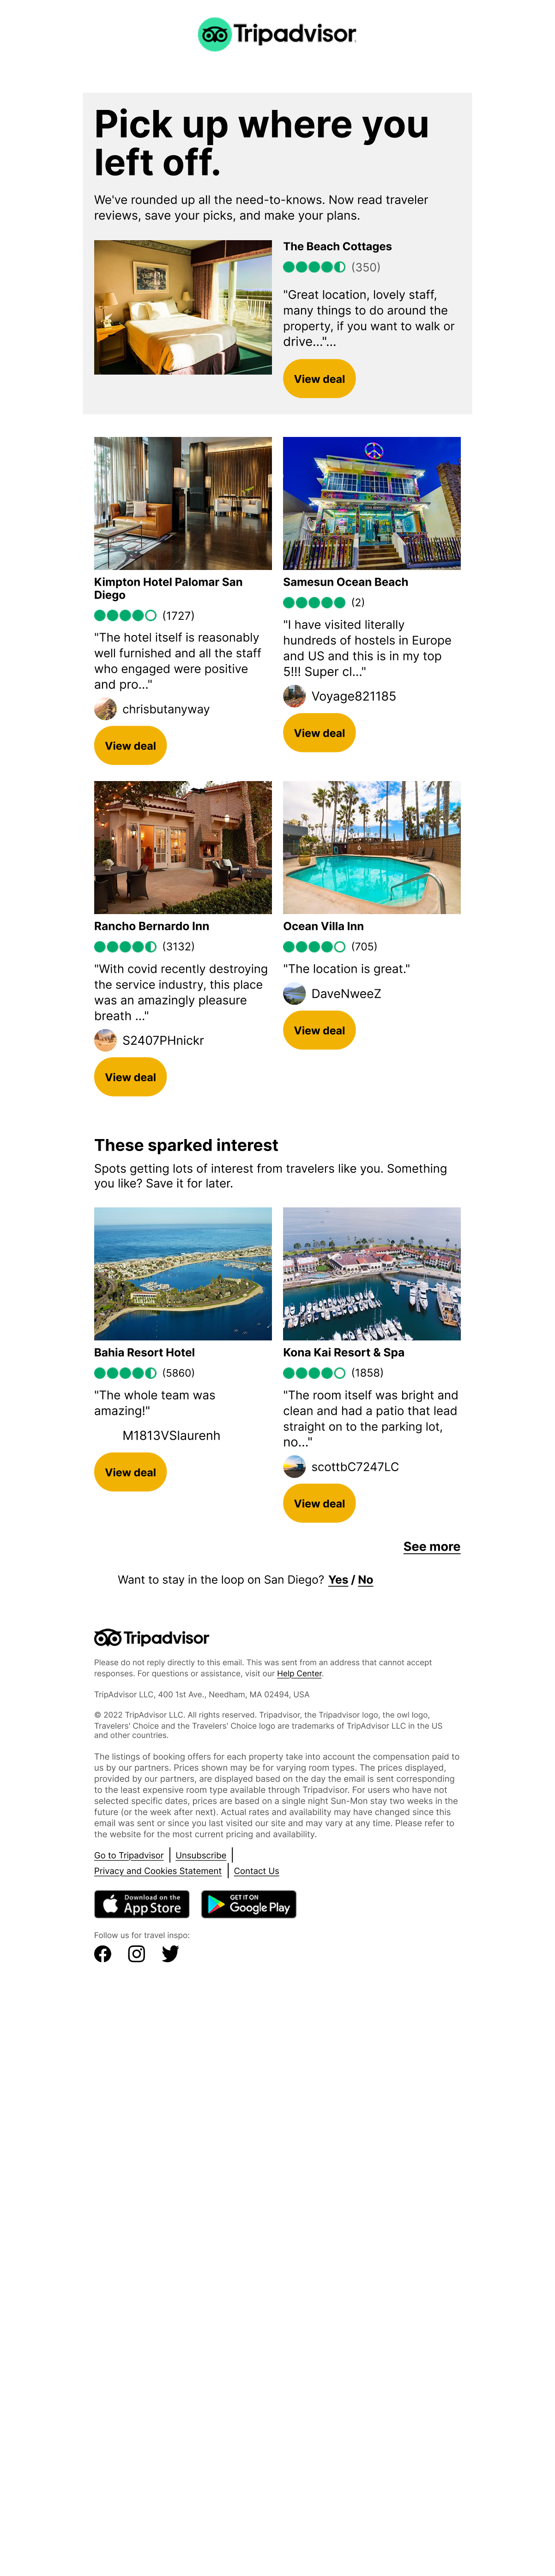 Tripadvisor
Pick up where you
left off.
We've rounded up all the need-to-knows. Now read traveler
reviews, save your picks, and make your plans.
The Beach Cottages
(350)
"Great location, lovely staff,
many things to do around the
property, if you want to walk or
drive..."...
View deal
Kimpton Hotel Palomar San
Diego
(1727)
"The hotel itself is reasonably
well furnished and all the staff
who engaged were positive
and pro..."
chrisbutanyway
View deal
Samesun Ocean Beach
(2)
"I have visited literally
hundreds of hostels in Europe
and US and this is in my top
5!!! Super cl..."
Voyage821185
View deal
Rancho Bernardo Inn
(3132)
"With covid recently destroying
the service industry, this place
was an amazingly pleasure
breath ..."
S2407PHnickr
View deal
Ocean Villa Inn
(705)
"The location is great."
DaveNweeZ
View deal
These sparked interest
Spots getting lots of interest from travelers like you. Something
you like? Save it for later.
Bahia Resort Hotel
(5860)
"The whole team was
amazing!"
M1813VSlaurenh
View deal
Kona Kai Resort & Spa
(1858)
"The room itself was bright and
clean and had a patio that lead
straight on to the parking lot,
no..."
scottbC7247LC
View deal
See more
Want to stay in the loop on San Diego? Yes / No
Tripadvisor
Please do not reply directly to this email. This was sent from an address that cannot accept
responses. For questions or assistance, visit our Help Center.
TripAdvisor LLC, 400 1st Ave., Needham, MA 02494, USA
© 2022 TripAdvisor LLC. All rights reserved. Tripadvisor, the Tripadvisor logo, the owl logo,
Travelers' Choice and the Travelers' Choice logo are trademarks of TripAdvisor LLC in the US
and other countries.
The listings of booking offers for each property take into account the compensation paid to
us by our partners. Prices shown may be for varying room types. The prices displayed,
provided by our partners, are displayed based on the day the email is sent corresponding
to the least expensive room type available through Tripadvisor. For users who have not
selected specific dates, prices are based on a single night Sun-Mon stay two weeks in the
future (or the week after next). Actual rates and availability may have changed since this
email was sent or since you last visited our site and may vary at any time. Please refer to
the website for the most current pricing and availability.
Go to Tripadvisor | Unsubscribe |
Privacy and Cookies Statement | Contact Us
Download on the
App Store
GET IT ON
Google Play
Follow us for travel inspo: